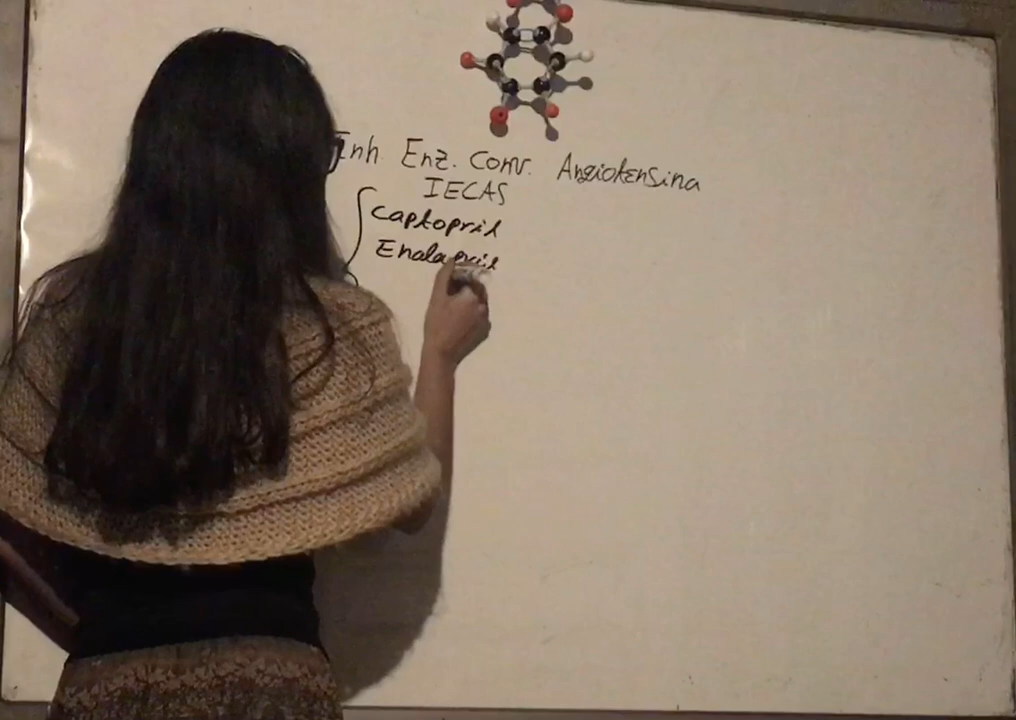 Inh Enz. Conv. Angiotensina
IECAS
Captopril
Enalapril